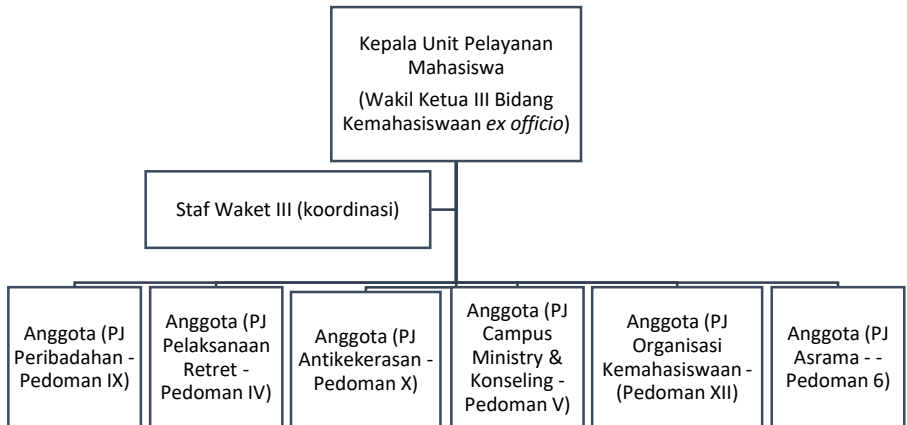 Kepala Unit Pelayanan
Mahasiswa
(Wakil Ketua III Bidang
Kemahasiswaan ex officio)
Staf Waket III (koordinasi)
Anggota (PJ
Peribadahan -
Pedoman IX)
Anggota (PJ
Pelaksanaan
Retret -
Pedoman IV)
Anggota (PJ
Antikekerasan -
Pedoman X)
Anggota (PJ
Campus
Ministry &
Konseling -
Pedoman V)
Anggota (PJ
Organisasi
Kemahasiswaan -
(Pedoman XII)
Anggota (PJ
Asrama - -
Pedoman 6)